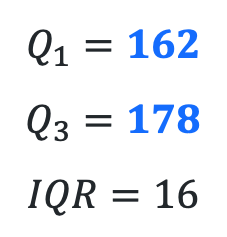 Q₁ = 162
Q₃ = 178
IQR = 16